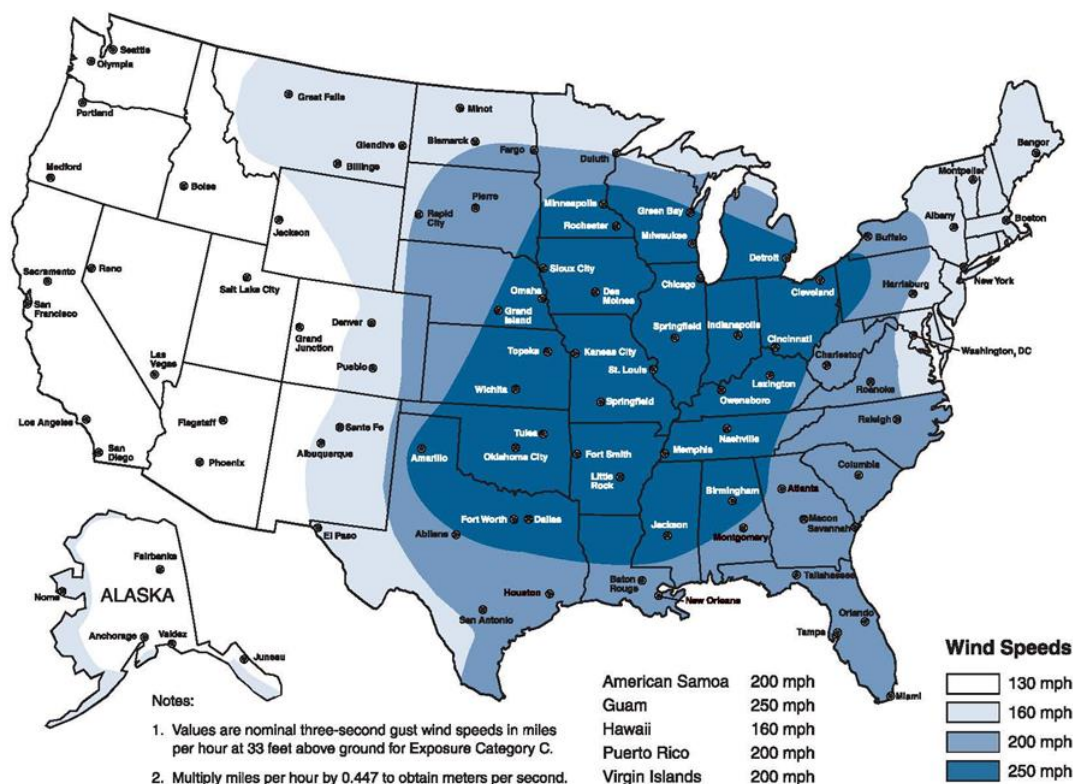 Seattle
Olympia
Portland
Medford
Boise
Great Falls
Glendive
Billings
Minot
Bismarck
Fargo
Duluth
Bangor
Montpelier
Jackson
Rapid City
Pierre
Minneapolis
Rochester
Green Bay
Milwaukee
Albany
Boston
Buffalo
Detroit
Sacramento
San Francisco
Reno
Salt Lake City
Sioux City
Omaha
Des Moines
Grand Island
Chicago
Cleveland
Harrisburg
New York
Las Vegas
Grand Junction
Denver
Pueblo
Topeka
Wichita
Kansas City
Springfield
St. Louis
Indianapolis
Cincinnati
Charleston
Washington, DC
Los Angeles
San Diego
Flagstaff
Phoenix
Santa Fe
Albuquerque
Amarillo
Tulsa
Oklahoma City
Springfield
Owensboro
Lexington
Roanoke
Raleigh
Fort Smith
Little Rock
Memphis
Nashville
Columbia
El Paso
Abilene
Fort Worth
Dallas
Jackson
Birmingham
Montgomery
Atlanta
Macon
Savannah
San Antonio
Houston
Baton Rouge
New Orleans
Tallahassee
Orlando
Tampa
Miami
ALASKA
Fairbanks
Nome
Anchorage
Valdez
Juneau
Notes:
1. Values are nominal three-second gust wind speeds in miles
per hour at 33 feet above ground for Exposure Category C.
2. Multiply miles per hour by 0.447 to obtain meters per second.
American Samoa 200 mph
Guam 250 mph
Hawaii 160 mph
Puerto Rico 200 mph
Virgin Islands 200 mph
Wind Speeds
130 mph
160 mph
200 mph
250 mph